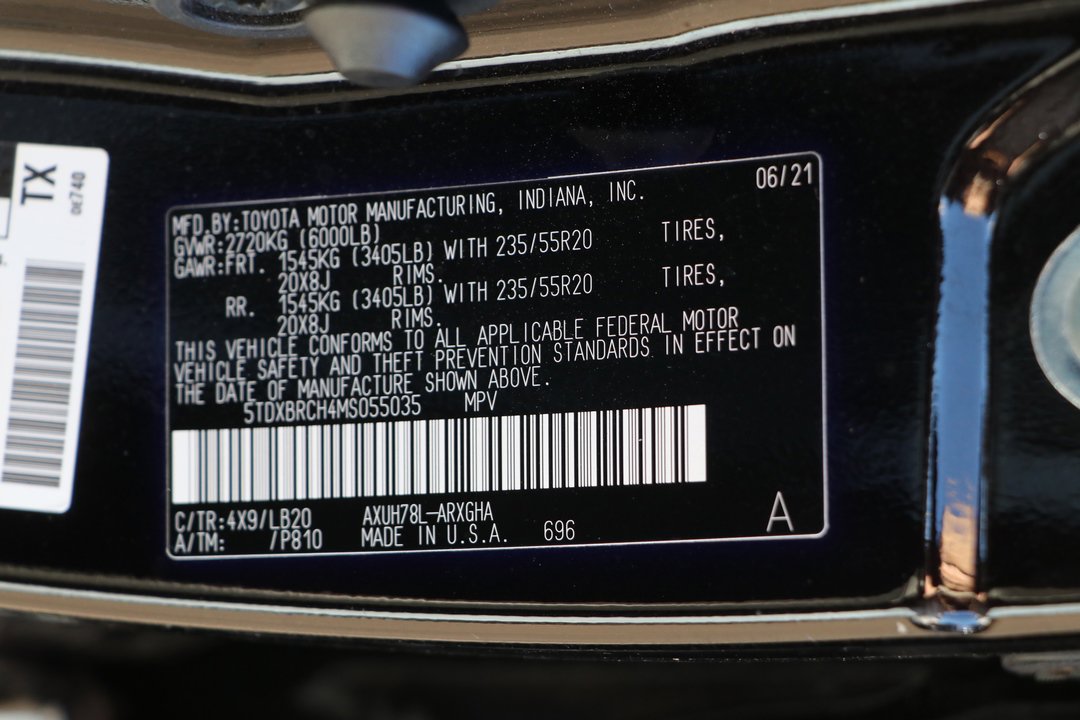 TX
0E740
06/21
MFD.BY:TOYOTA MOTOR MANUFACTURING, INDIANA, INC.
GVWR:2720KG (6000LB)
GAWR:FRT. 1545KG (3405LB) WITH 235/55R20 TIRES,
20X8J RIMS.
RR. 1545KG (3405LB) WITH 235/55R20 TIRES,
20X8J RIMS.
THIS VEHICLE CONFORMS TO ALL APPLICABLE FEDERAL MOTOR
VEHICLE SAFETY AND THEFT PREVENTION STANDARDS IN EFFECT ON
THE DATE OF MANUFACTURE SHOWN ABOVE.
5TDXBRCH4MS055035 MPV
C/TR:4X9/LB20 AXUH78L-ARXGHA
A/TM: /P810 MADE IN U.S.A. 696
A